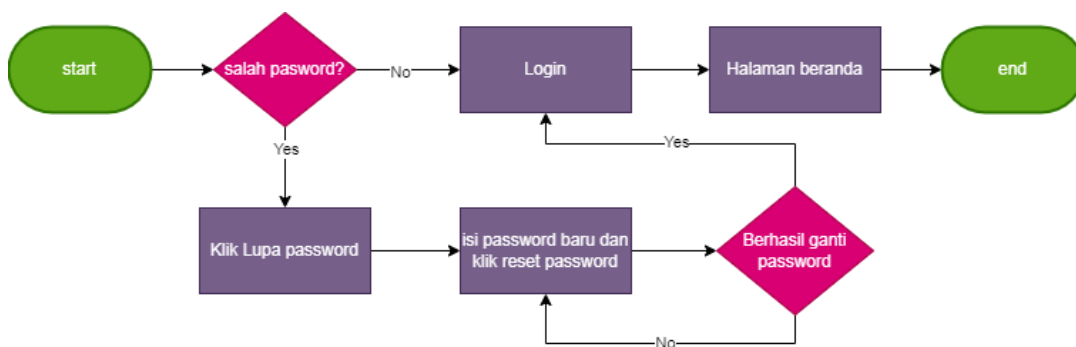 start
salah pasword?
No
Login
Halaman beranda
end
Yes
Yes
Klik Lupa password
isi password baru dan
klik reset password
Berhasil ganti
password
No